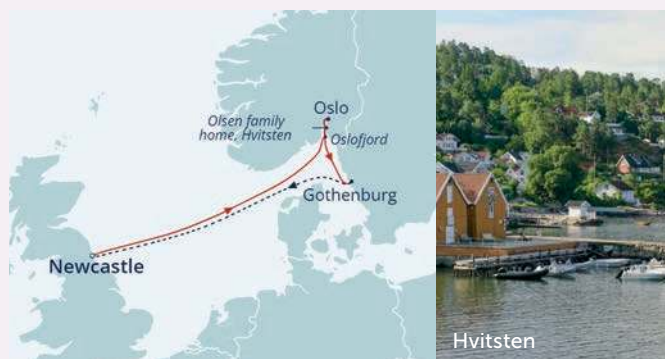 Oslo
Olsen family
home, Hvitsten
Oslofjord
Gothenburg
Newcastle
Hvitsten